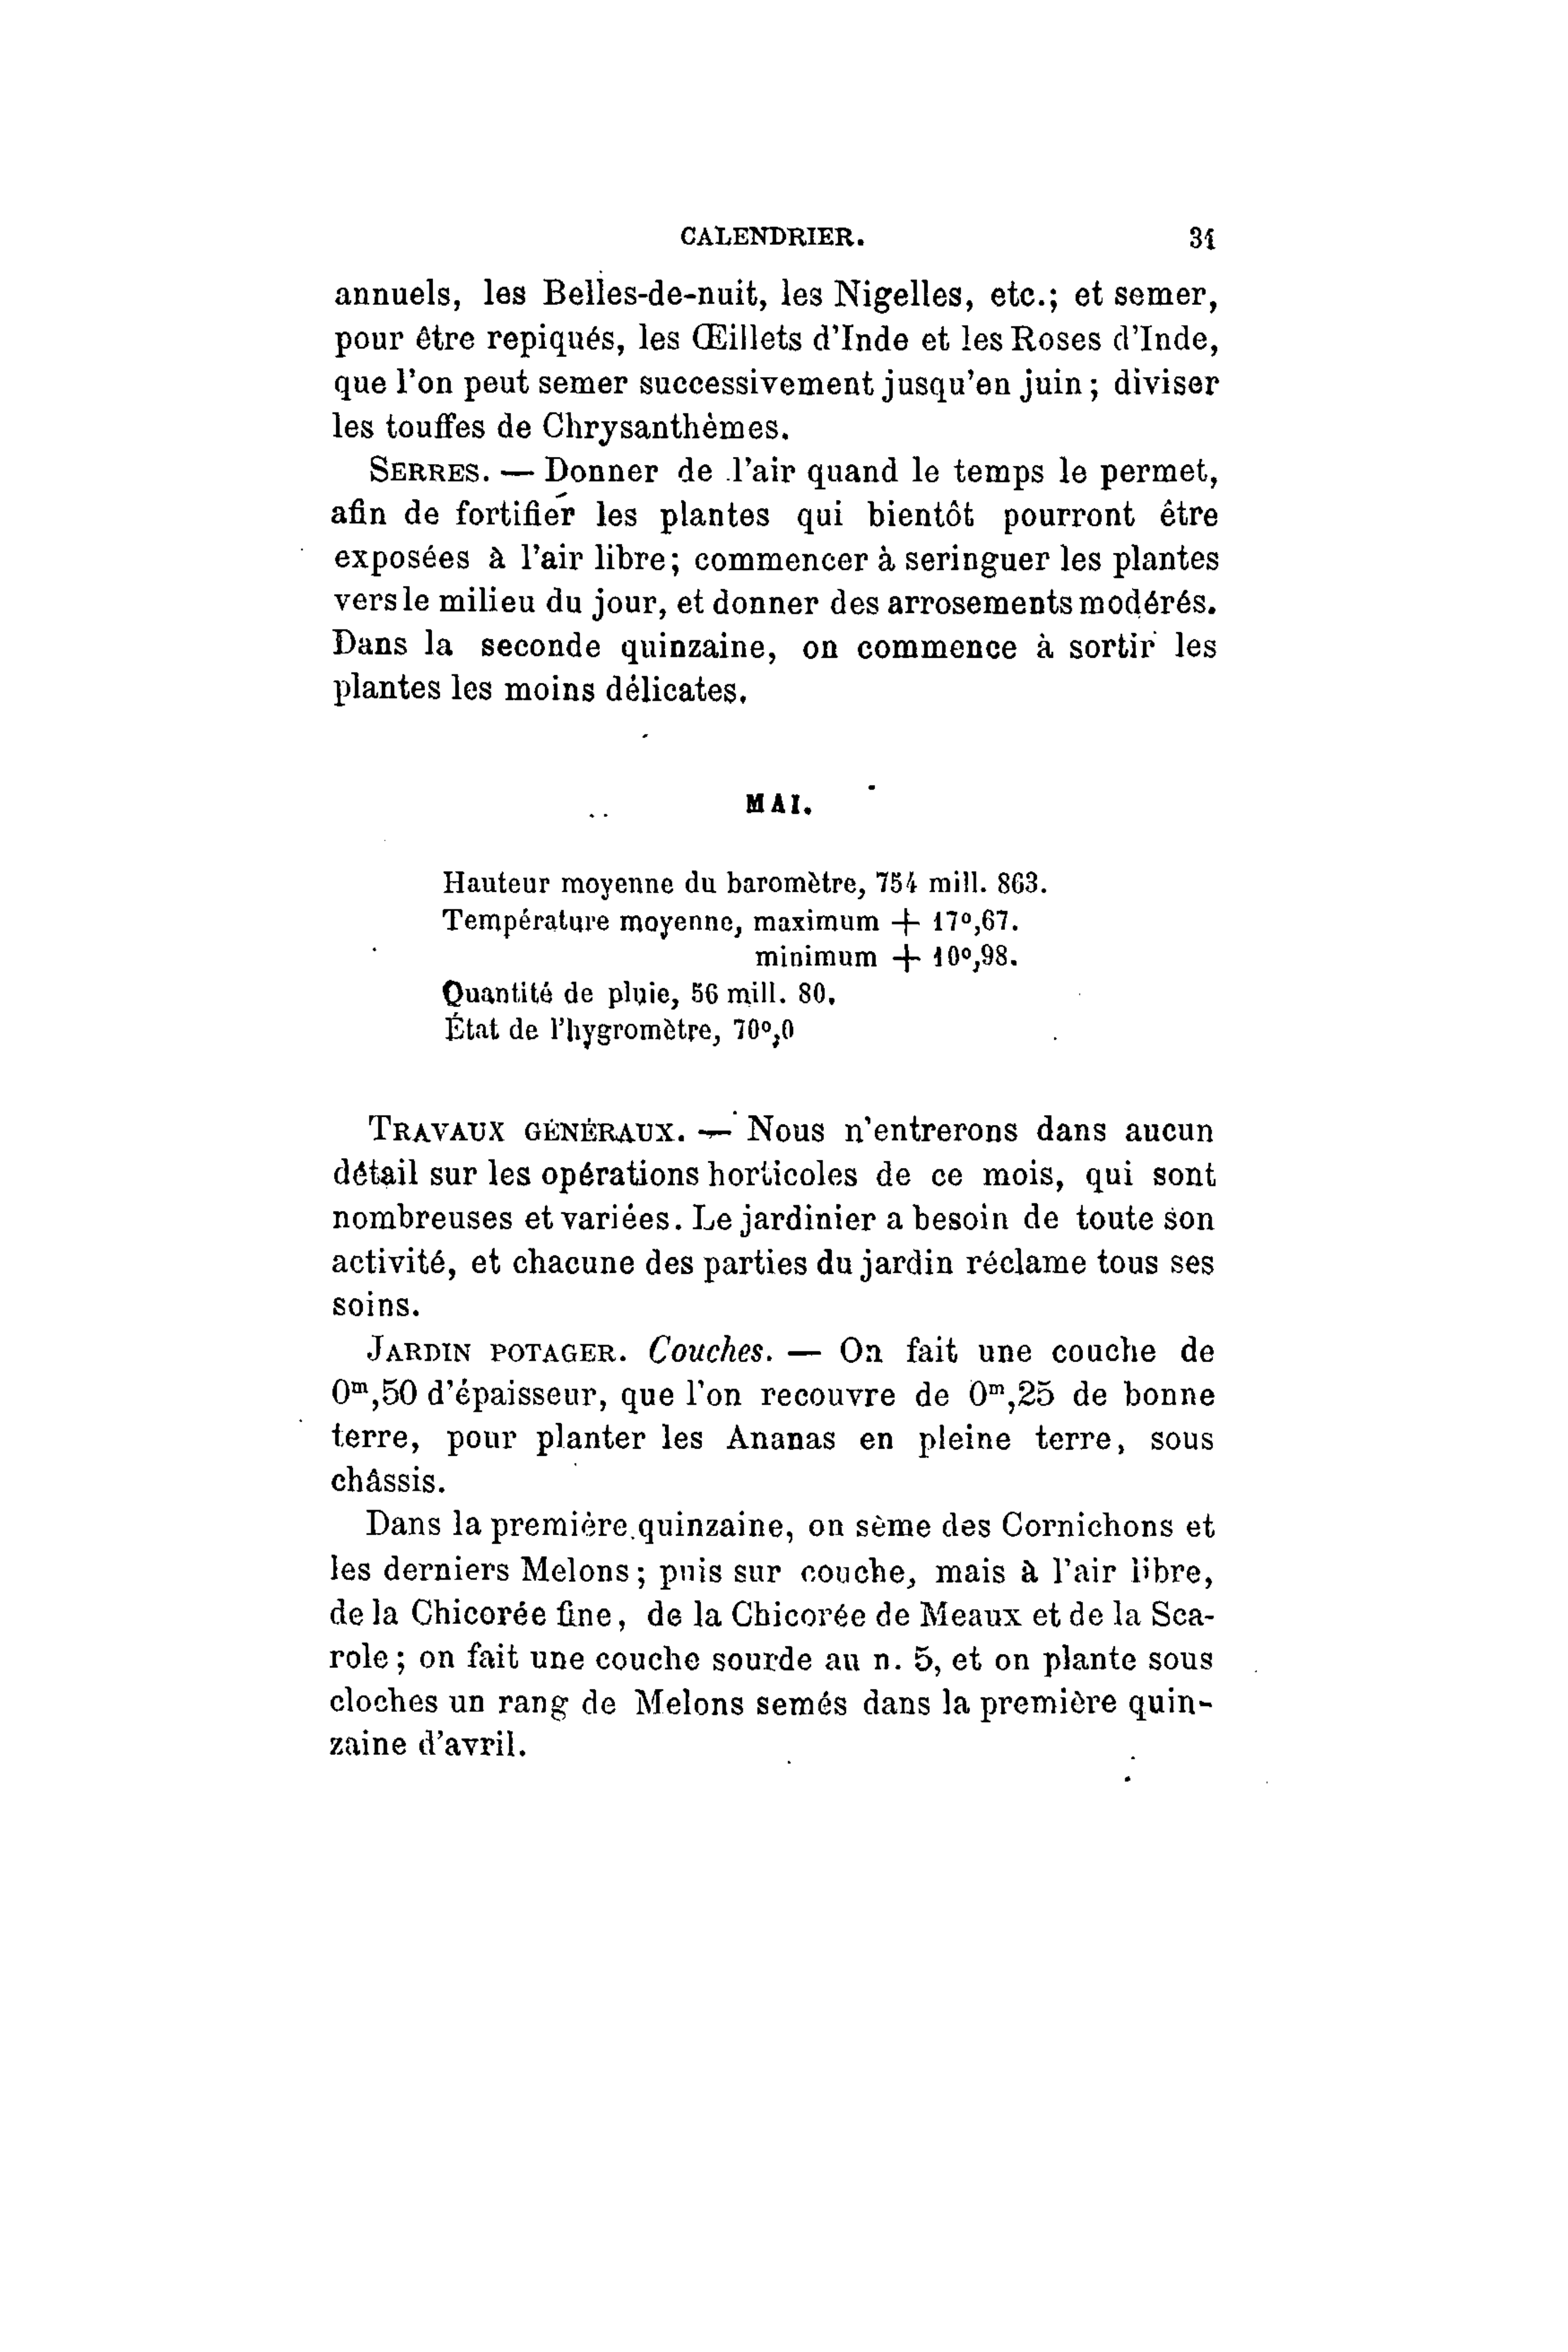 CALENDRIER. 31
annuels, les Belles-de-nuit, les Nigelles, etc.; et semer,
pour être repiqués, les Œillets d'Inde et les Roses d'Inde,
que l'on peut semer successivement jusqu'en juin; diviser
les touffes de Chrysanthèmes.
SERRES. — Donner de l'air quand le temps le permet,
afin de fortifier les plantes qui bientôt pourront être
exposées à l'air libre; commencer à seringuer les plantes
vers le milieu du jour, et donner des arrosements modérés.
Dans la seconde quinzaine, on commence à sortir les
plantes les moins délicates.
MAI.
Hauteur moyenne du baromètre, 754 mill. 863.
Température moyenne, maximum + 17°,67.
minimum + 10°,98.
Quantité de pluie, 56 mill. 80.
État de l'hygromètre, 70°,0
TRAVAUX GÉNÉRAUX. — Nous n'entrerons dans aucun
détail sur les opérations horticoles de ce mois, qui sont
nombreuses et variées. Le jardinier a besoin de toute son
activité, et chacune des parties du jardin réclame tous ses
soins.
JARDIN POTAGER. Couches. — On fait une couche de
0m,50 d'épaisseur, que l'on recouvre de 0m,25 de bonne
terre, pour planter les Ananas en pleine terre, sous
châssis.
Dans la première quinzaine, on sème des Cornichons et
les derniers Melons; puis sur couche, mais à l'air libre,
de la Chicorée fine, de la Chicorée de Meaux et de la Sca-
role; on fait une couche sourde au n. 5, et on plante sous
cloches un rang de Melons semés dans la première quin-
zaine d'avril.